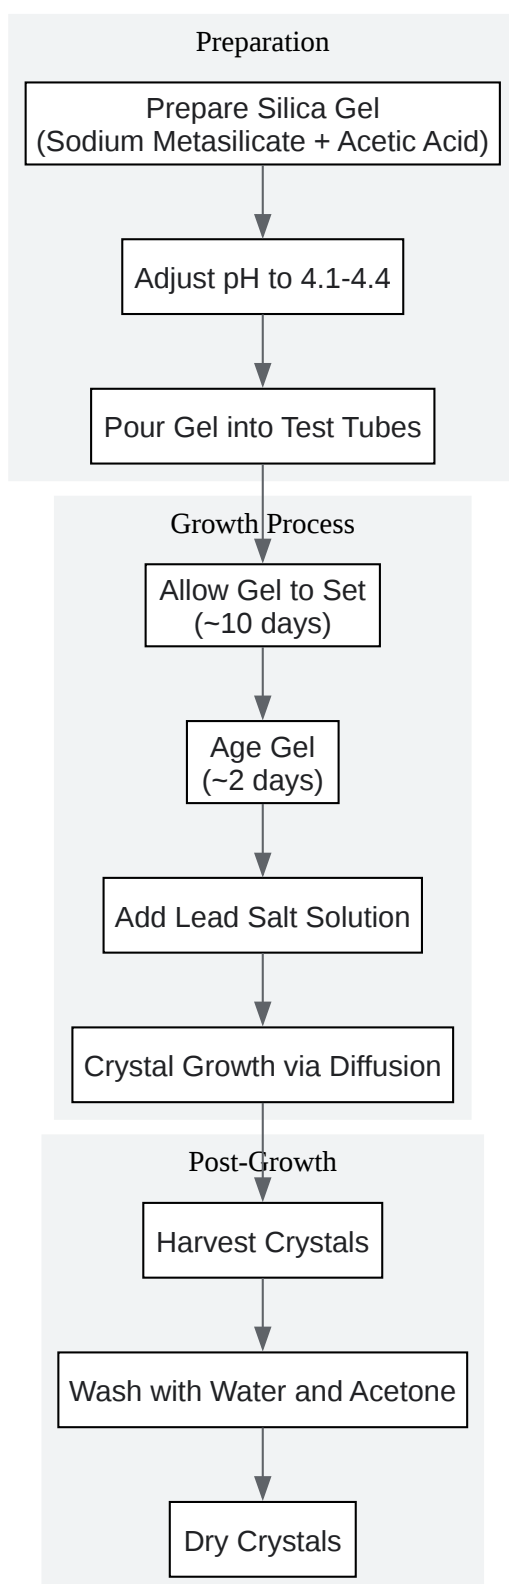 Preparation
Prepare Silica Gel
(Sodium Metasilicate + Acetic Acid)
Adjust pH to 4.1-4.4
Pour Gel into Test Tubes
Growth Process
Allow Gel to Set
(~10 days)
Age Gel
(~2 days)
Add Lead Salt Solution
Crystal Growth via Diffusion
Post-Growth
Harvest Crystals
Wash with Water and Acetone
Dry Crystals